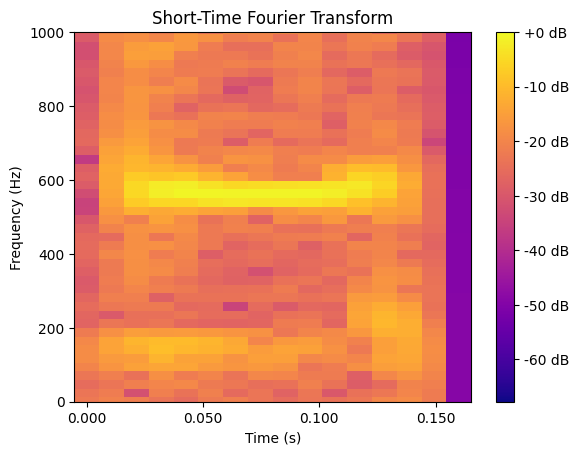 Short-Time Fourier Transform
1000
800
600
400
200
0
Frequency (Hz)
0.000
0.050
0.100
0.150
Time (s)
+0 dB
-10 dB
-20 dB
-30 dB
-40 dB
-50 dB
-60 dB